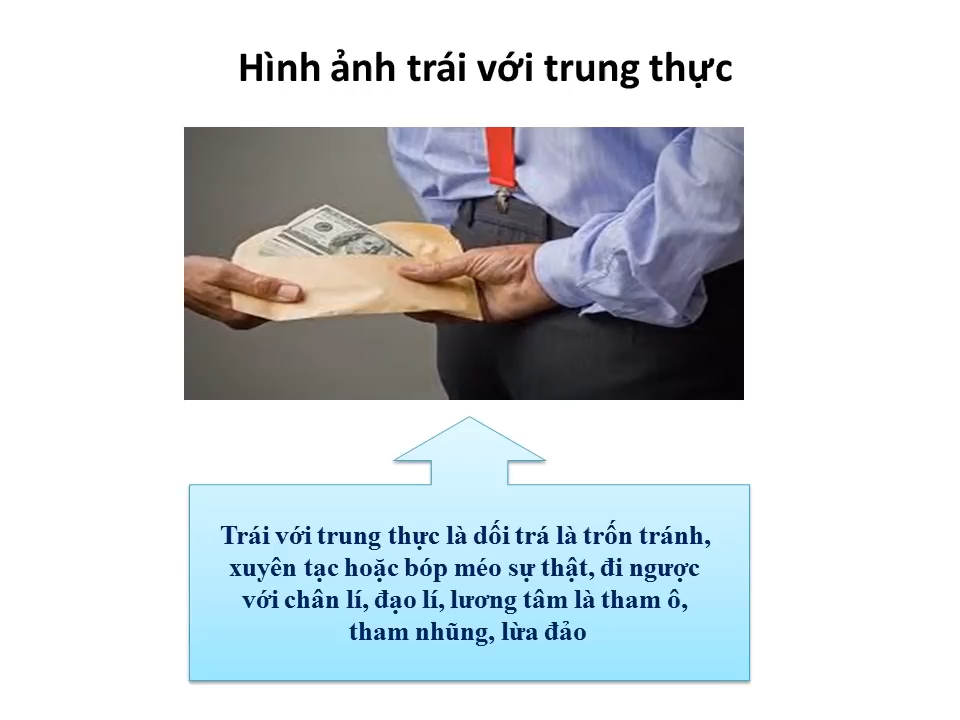 Hình ảnh trái với trung thực
Trái với trung thực là dối trá là trốn tránh,
xuyên tạc hoặc bóp méo sự thật, đi ngược
với chân lí, đạo lí, lương tâm là tham ô,
tham nhũng, lừa đảo